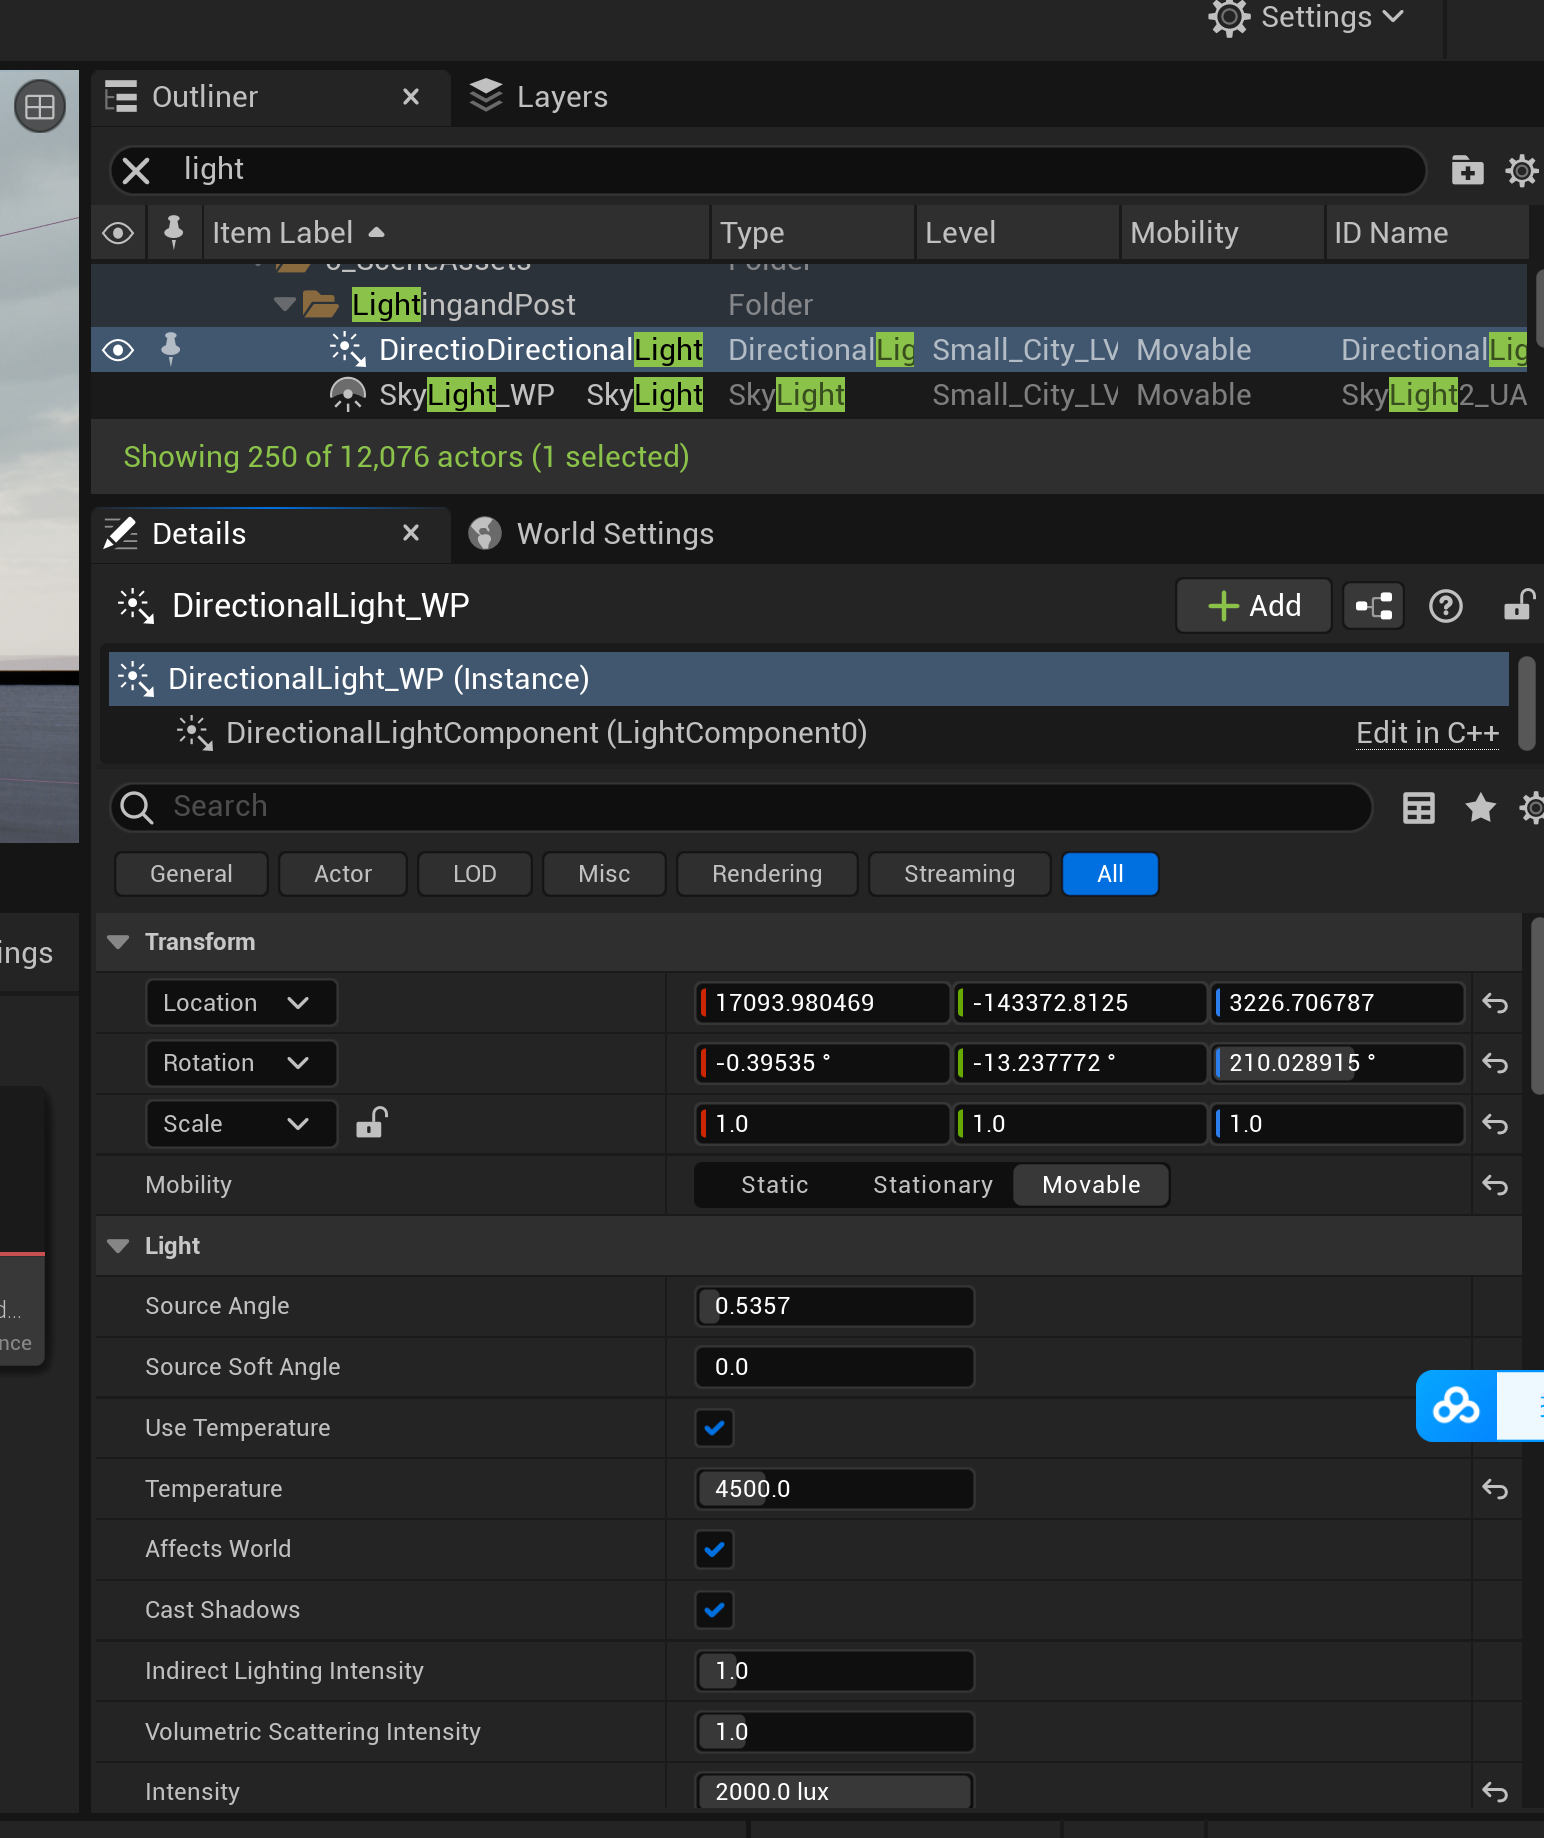 Settings
Outliner
Layers
light
Item Label Type Level Mobility ID Name
LightingandPost Folder
DirectioDirectionalLight DirectionalLig Small_City_LV Movable DirectionalLig
SkyLight_WP SkyLight SkyLight Small_City_LV Movable SkyLight2_UA
Showing 250 of 12,076 actors (1 selected)
Details
World Settings
DirectionalLight_WP
Add
DirectionalLight_WP (Instance)
DirectionalLightComponent (LightComponent0) Edit in C++
Search
General Actor LOD Misc Rendering Streaming All
ings
Transform
Location 17093.980469 -143372.8125 3226.706787
Rotation -0.39535 ° -13.237772 ° 210.028915 °
Scale 1.0 1.0 1.0
Mobility Static Stationary Movable
Light
d...
nce
Source Angle 0.5357
Source Soft Angle 0.0
Use Temperature
Temperature 4500.0
Affects World
Cast Shadows
Indirect Lighting Intensity 1.0
Volumetric Scattering Intensity 1.0
Intensity 2000.0 lux